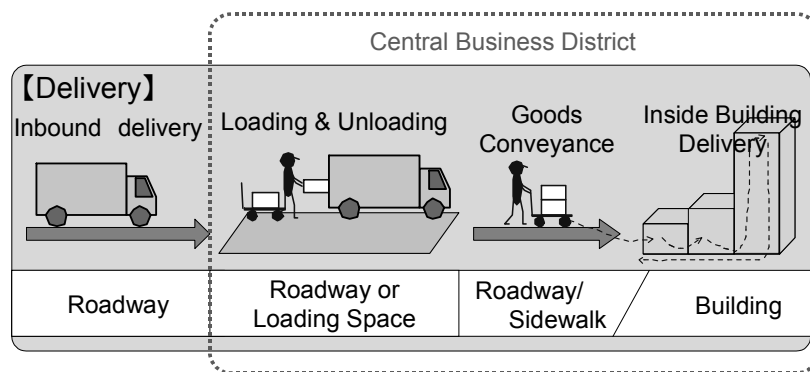 Central Business District
【Delivery】
Inbound delivery
Loading & Unloading
Goods
Conveyance
Inside Building
Delivery
Roadway
Roadway or
Loading Space
Roadway/
Sidewalk
Building